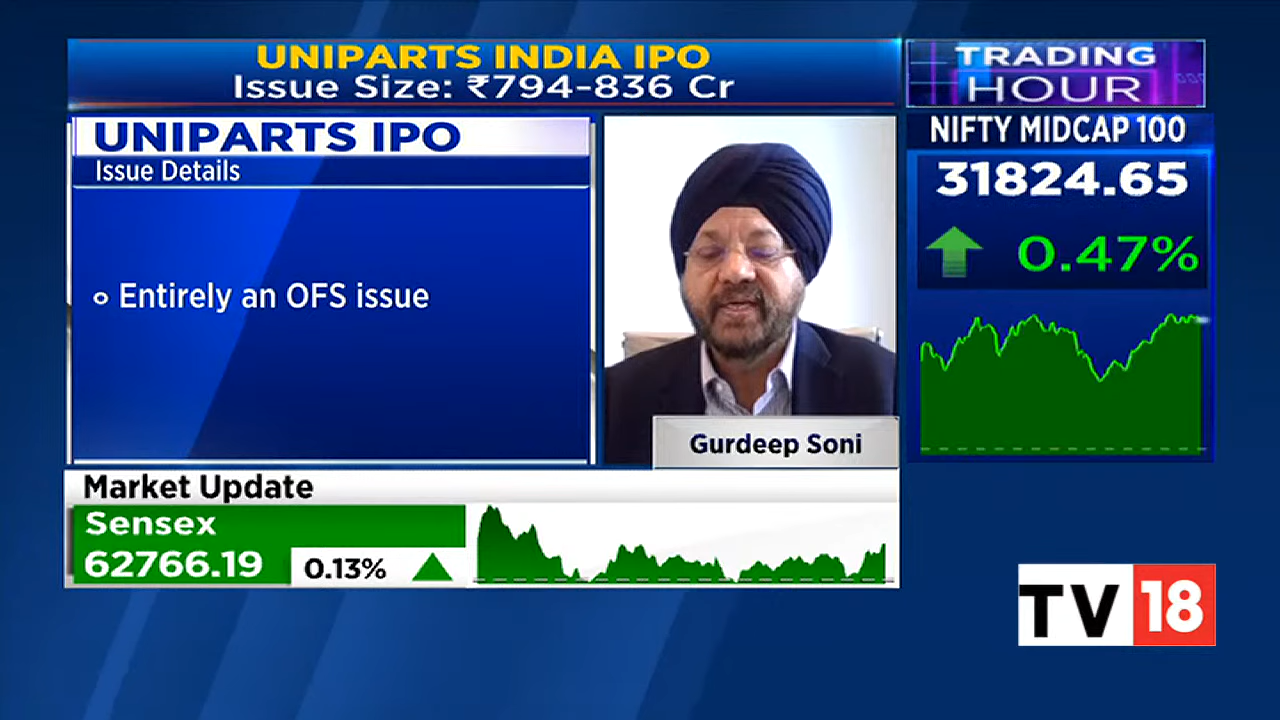 UNIPARTS INDIA IPO
Issue Size: ₹794-836 Cr
TRADING
HOUR
UNIPARTS IPO
Issue Details
o Entirely an OFS issue
NIFTY MIDCAP 100
31824.65
0.47%
Gurdeep Soni
Market Update
Sensex
62766.19
0.13%
TV18